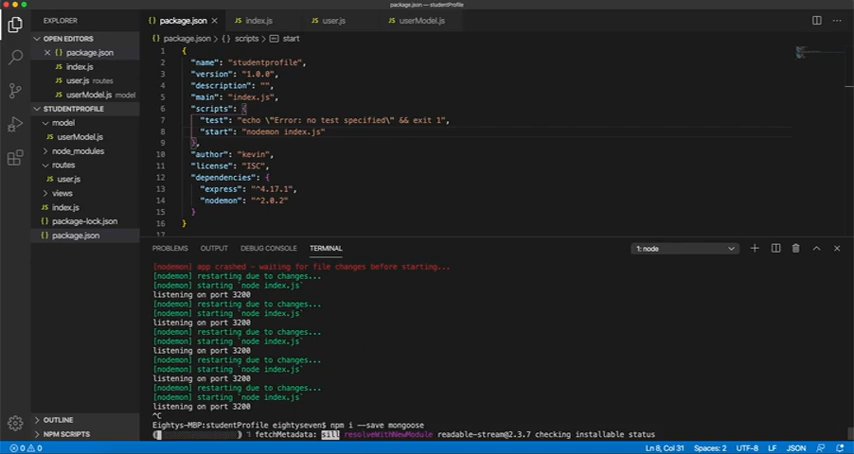 package.json — studentProfile
EXPLORER
OPEN EDITORS
package.json
index.js
user.js routes
userModel.js model
STUDENTPROFILE
model
userModel.js
node_modules
routes
user.js
views
index.js
package-lock.json
package.json
OUTLINE
NPM SCRIPTS
package.json index.js user.js userModel.js
package.json > {} scripts > start
1 {
2 "name": "studentprofile",
3 "version": "1.0.0",
4 "description": "",
5 "main": "index.js",
6 "scripts": {
7 "test": "echo \"Error: no test specified\" && exit 1",
8 "start": "nodemon index.js"
9 },
10 "author": "kevin",
11 "license": "ISC",
12 "dependencies": {
13 "express": "^4.17.1",
14 "nodemon": "^2.0.2"
15 }
16 }
17
PROBLEMS OUTPUT DEBUG CONSOLE TERMINAL 1: node
[nodemon] app crashed - waiting for file changes before starting...
[nodemon] restarting due to changes...
[nodemon] starting `node index.js`
listening on port 3200
[nodemon] restarting due to changes...
[nodemon] starting `node index.js`
listening on port 3200
[nodemon] restarting due to changes...
[nodemon] starting `node index.js`
listening on port 3200
[nodemon] restarting due to changes...
[nodemon] starting `node index.js`
listening on port 3200
[nodemon] restarting due to changes...
[nodemon] starting `node index.js`
listening on port 3200
^C
Eightys-MBP:studentProfile eightyseven$ npm i --save mongoose
fetchMetadata: sill resolveWithNewModule readable-stream@2.3.7 checking installable status
0 0 Ln 8, Col 31 Spaces: 2 UTF-8 LF JSON